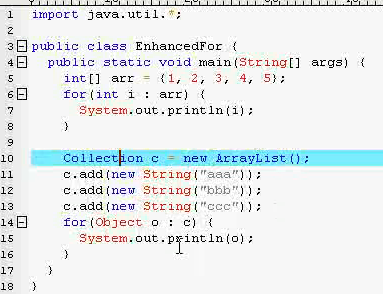 1 import java.util.*;
2
3 public class EnhancedFor {
4 public static void main(String[] args) {
5 int[] arr = {1, 2, 3, 4, 5};
6 for(int i : arr) {
7 System.out.println(i);
8 }
9
10 Collection c = new ArrayList();
11 c.add(new String("aaa"));
12 c.add(new String("bbb"));
13 c.add(new String("ccc"));
14 for(Object o : c) {
15 System.out.println(o);
16 }
17 }
18 }